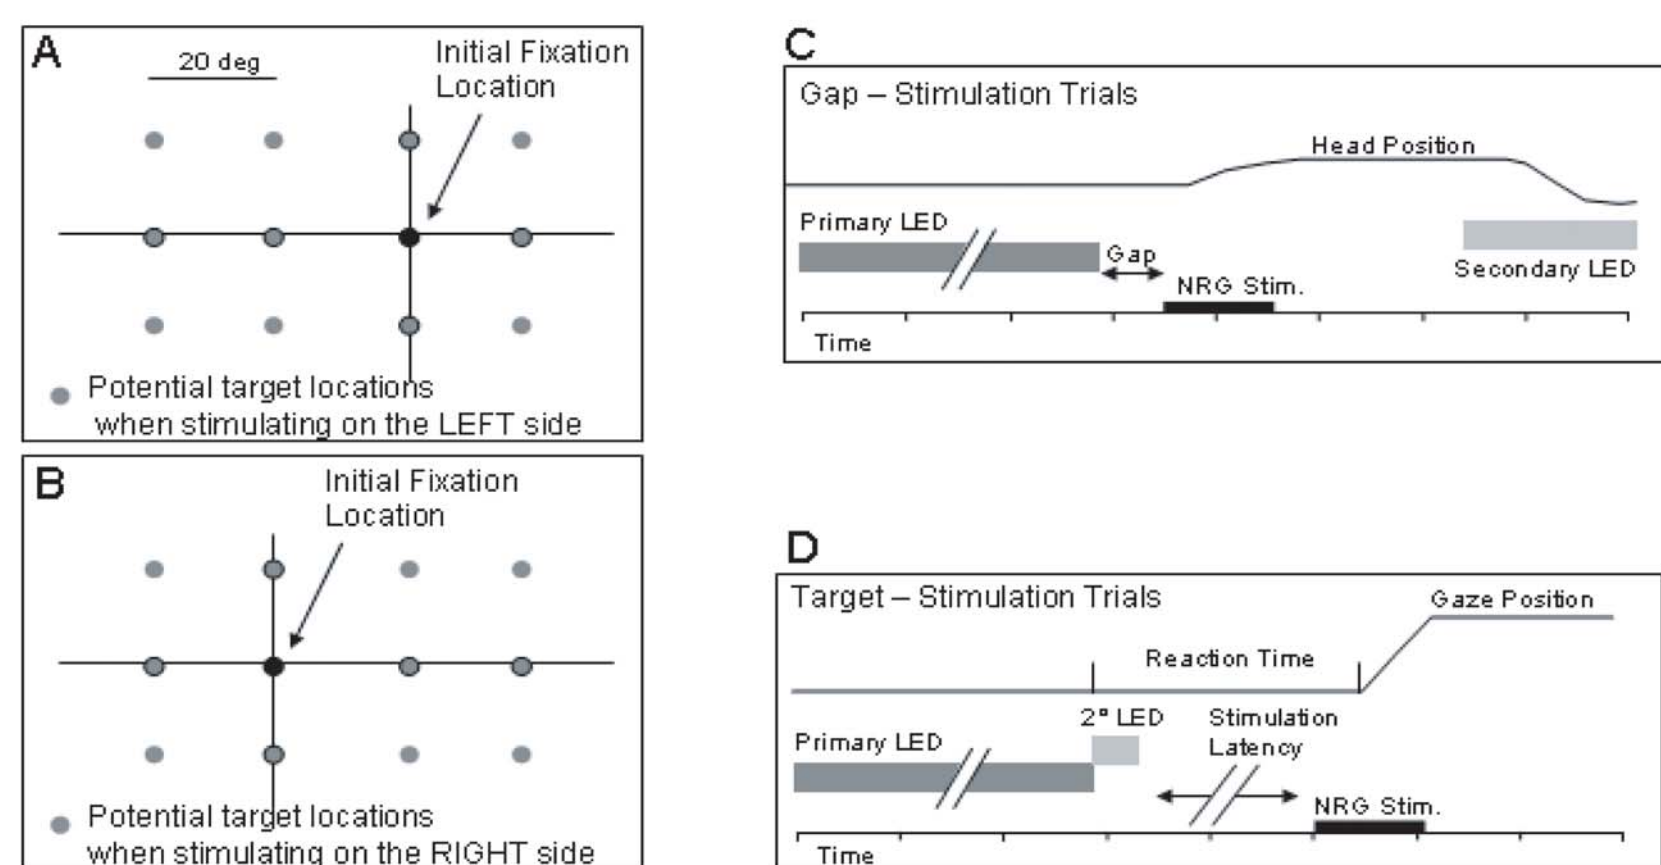 A
20 deg
Initial Fixation
Location
Potential target locations
when stimulating on the LEFT side
B
Initial Fixation
Location
Potential target locations
when stimulating on the RIGHT side
C
Gap – Stimulation Trials
Head Position
Primary LED
Gap
Secondary LED
NRG Stim.
Time
D
Target – Stimulation Trials
Gaze Position
Reaction Time
2° LED
Stimulation
Latency
Primary LED
NRG Stim.
Time